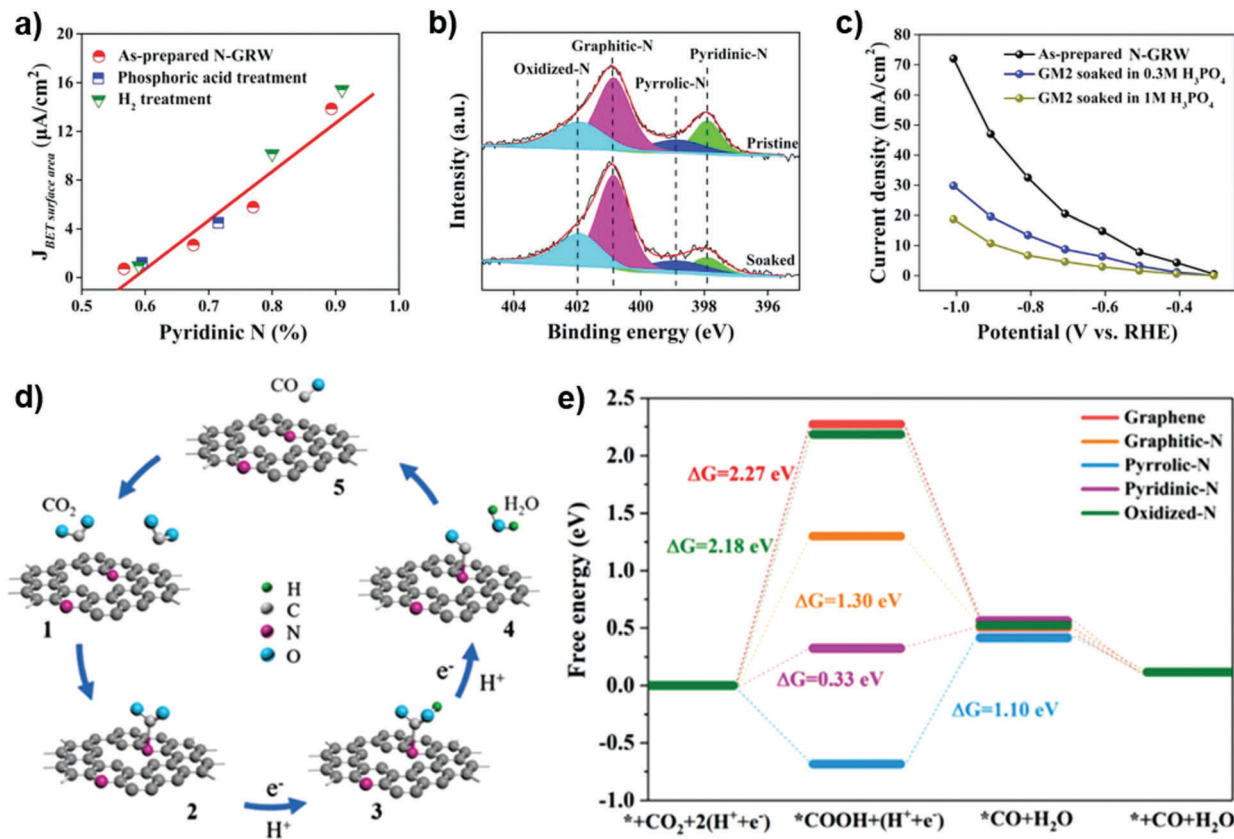 a)
J_BET surface area (μA/cm²)
20
16
12
8
4
0
As-prepared N-GRW
Phosphoric acid treatment
H₂ treatment
0.5 0.6 0.7 0.8 0.9 1.0
Pyridinic N (%)
b)
Intensity (a.u.)
Oxidized-N
Graphitic-N
Pyrrolic-N
Pyridinic-N
Pristine
Soaked
404 402 400 398 396
Binding energy (eV)
c)
Current density (mA/cm²)
80
70
60
50
40
30
20
10
0
As-prepared N-GRW
GM2 soaked in 0.3M H₃PO₄
GM2 soaked in 1M H₃PO₄
-1.0 -0.8 -0.6 -0.4
Potential (V vs. RHE)
d)
CO
5
CO₂
1
H₂O
4
H
C
N
O
e⁻
H⁺
2
e⁻
H⁺
3
e)
Free energy (eV)
2.5
2.0
1.5
1.0
0.5
0.0
-0.5
-1.0
Graphene
Graphitic-N
Pyrrolic-N
Pyridinic-N
Oxidized-N
ΔG=2.27 eV
ΔG=2.18 eV
ΔG=1.30 eV
ΔG=0.33 eV
ΔG=1.10 eV
*+CO₂+2(H⁺+e⁻) *COOH+(H⁺+e⁻) *CO+H₂O *+CO+H₂O